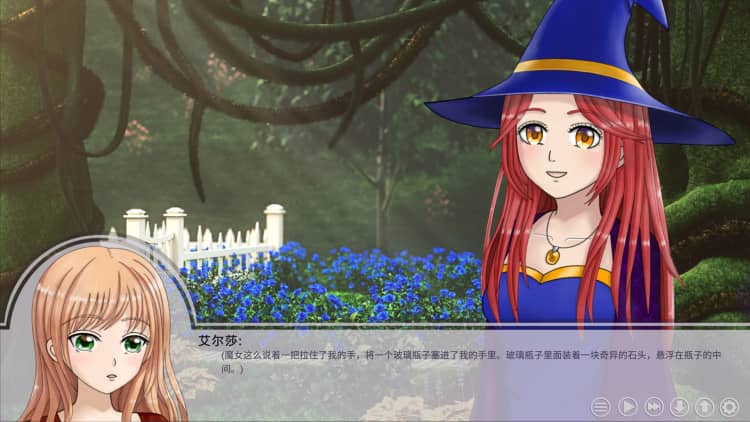 艾尔莎:
(魔女这么说着一把拉住了我的手，将一个玻璃瓶子塞进了我的手里。玻璃瓶子里面装着一块奇异的石头，悬浮在瓶子的中
间。)